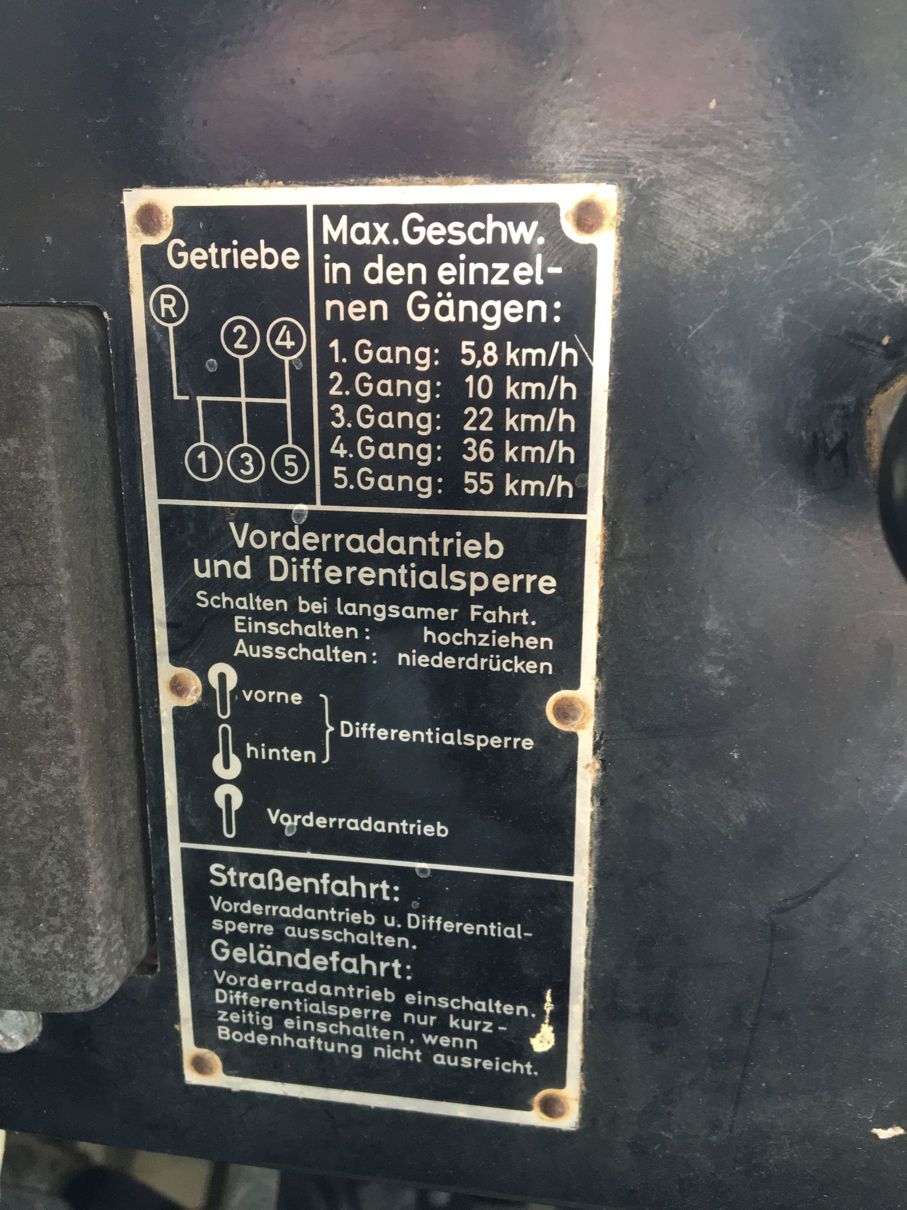 Getriebe
R
2 4
1 3 5
Max.Geschw.
in den einzel-
nen Gängen:
1.Gang: 5,8 km/h
2.Gang: 10 km/h
3.Gang: 22 km/h
4.Gang: 36 km/h
5.Gang: 55 km/h
Vorderradantrieb
und Differentialsperre
Schalten bei langsamer Fahrt.
Einschalten: hochziehen
Ausschalten: niederdrücken
vorne
hinten
Differentialsperre
Vorderradantrieb
Straßenfahrt:
Vorderradantrieb u. Differential-
sperre ausschalten.
Geländefahrt:
Vorderradantrieb einschalten.
Differentialsperre nur kurz-
zeitig einschalten, wenn
Bodenhaftung nicht ausreicht.